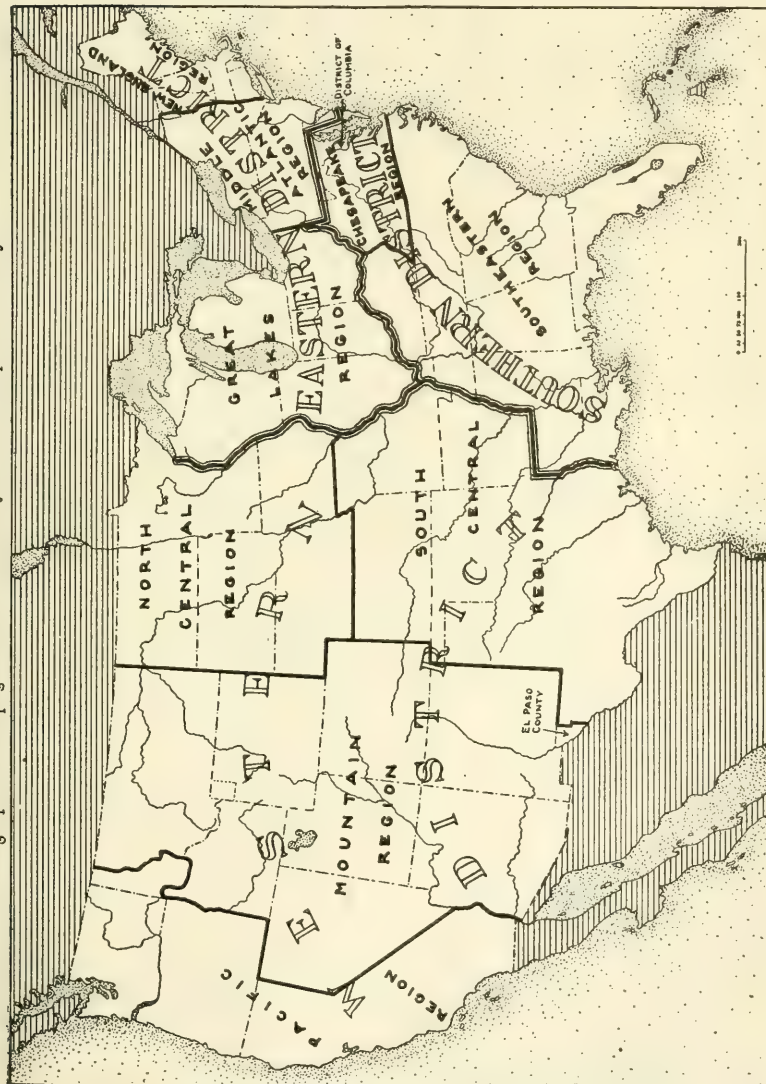 WESTERN DISTRICT
EASTERN DISTRICT
SOUTHERN DISTRICT
PACIFIC
REGION
MOUNTAIN
REGION
NORTH
CENTRAL
REGION
SOUTH
CENTRAL
REGION
GREAT
LAKES
REGION
NEW ENGLAND
REGION
MIDDLE
ATLANTIC
REGION
CHESAPEAKE
REGION
SOUTHEASTERN
REGION
DISTRICT OF
COLUMBIA
EL PASO
COUNTY